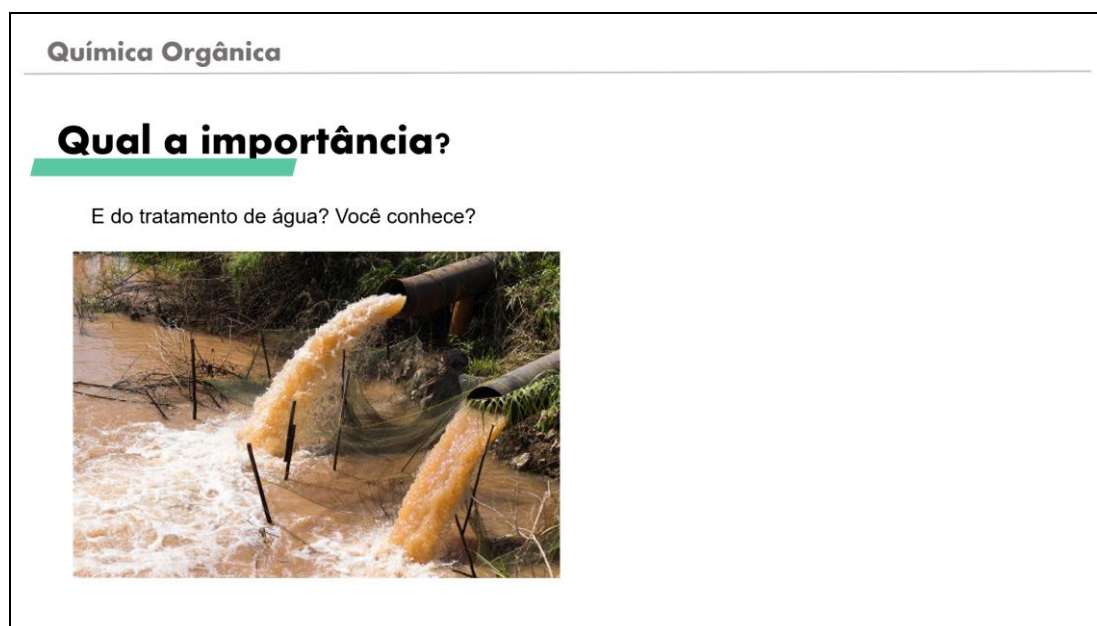 Química Orgânica
Qual a importância?
E do tratamento de água? Você conhece?